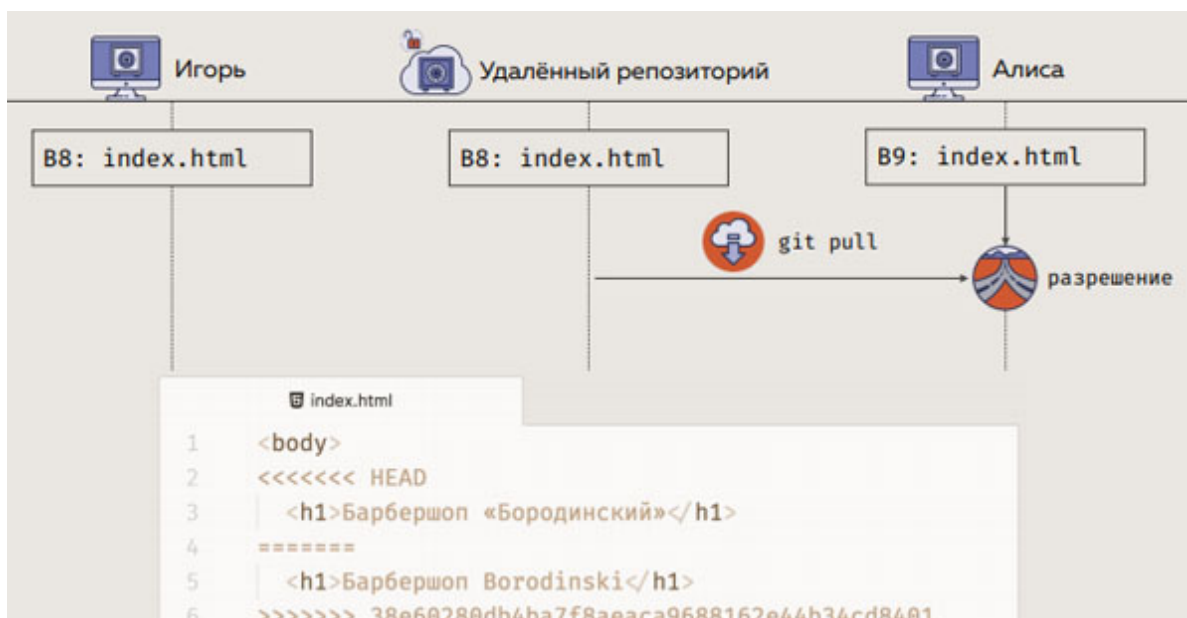 Игорь
Удалённый репозиторий
Алиса
B8: index.html
B8: index.html
B9: index.html
git pull
разрешение
index.html
1 <body>
2 <<<<<<< HEAD
3 <h1>Барбершоп «Бородинский»</h1>
4 =======
5 <h1>Барбершоп Borodinski</h1>
6 >>>>>>>